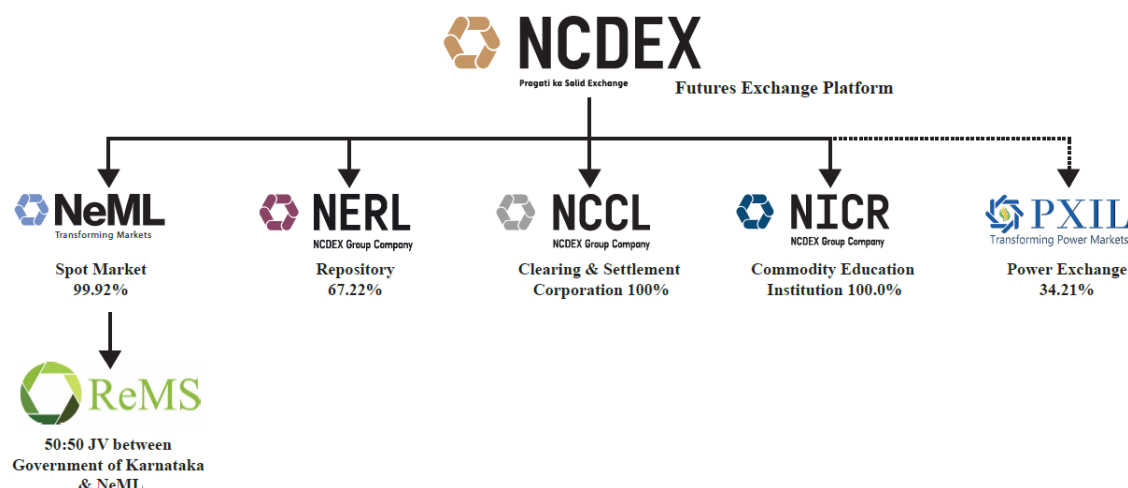 NCDEX
Pragati ka Solid Exchange
Futures Exchange Platform
NeML
Transforming Markets
Spot Market
99.92%
NERL
NCDEX Group Company
Repository
67.22%
NCCL
NCDEX Group Company
Clearing & Settlement
Corporation 100%
NICR
NCDEX Group Company
Commodity Education
Institution 100.0%
PXIL
Transforming Power Markets
Power Exchange
34.21%
ReMS
50:50 JV between
Government of Karnataka
& NeML